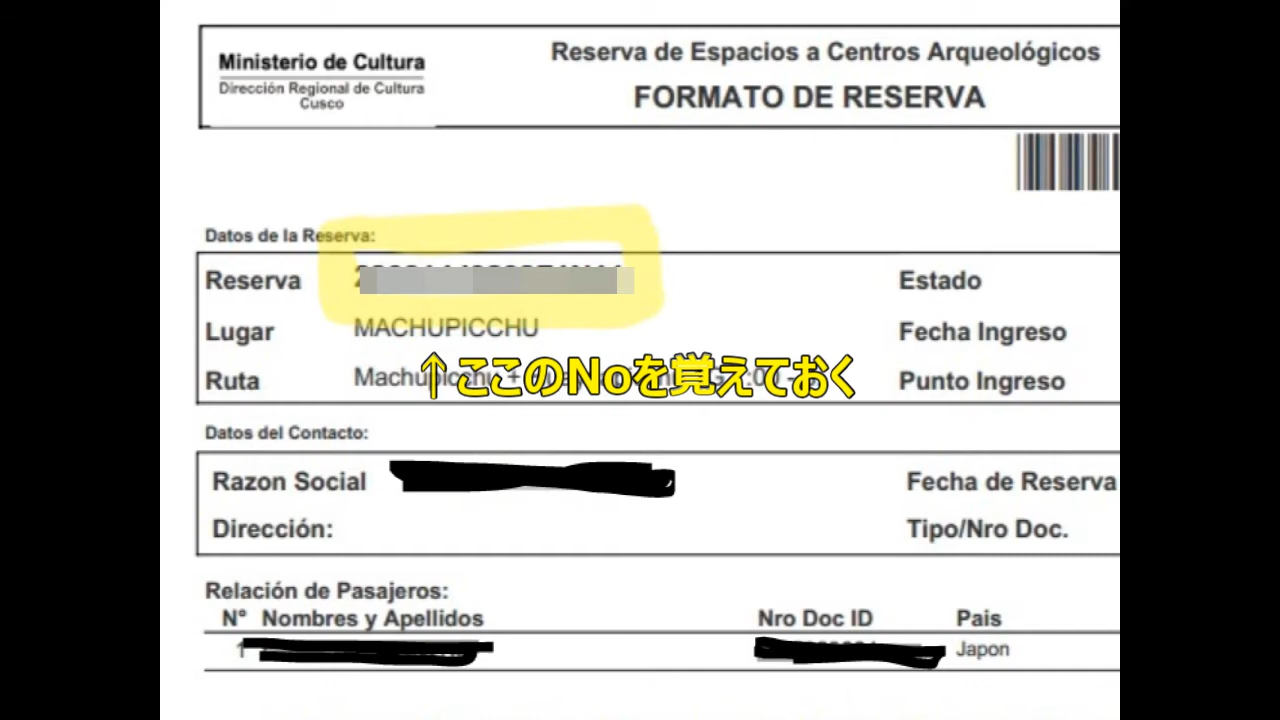 Ministerio de Cultura
Dirección Regional de Cultura
Cusco
Reserva de Espacios a Centros Arqueológicos
FORMATO DE RESERVA
Datos de la Reserva:
Reserva
Estado
Lugar MACHUPICCHU
Fecha Ingreso
Ruta Machupicchu +
Punto Ingreso
↑ここのNoを覚えておく
Datos del Contacto:
Razon Social
Fecha de Reserva
Dirección:
Tipo/Nro Doc.
Relación de Pasajeros:
N° Nombres y Apellidos Nro Doc ID Pais
1 Japon